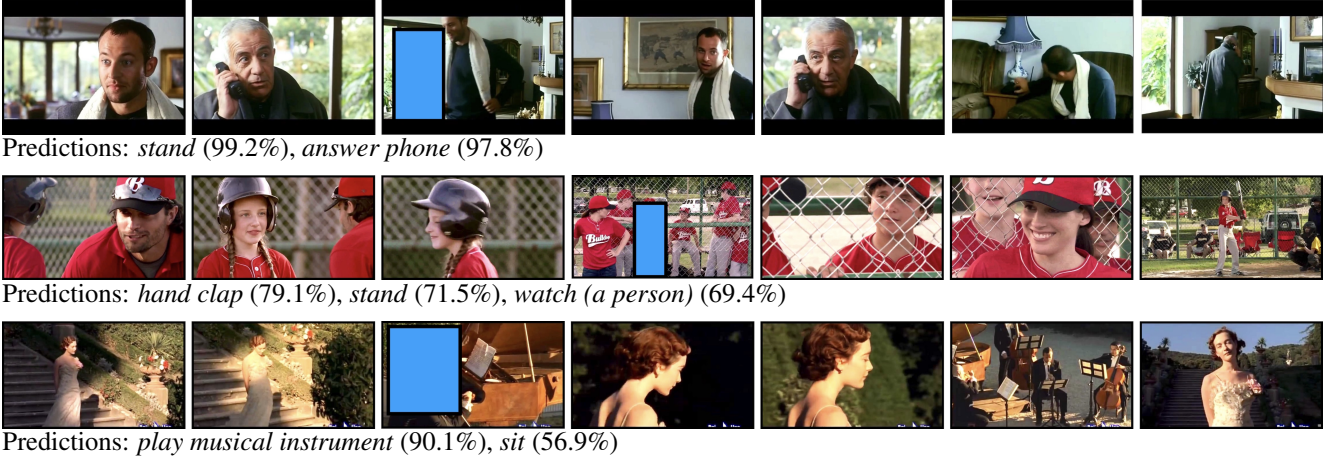 Predictions: stand (99.2%), answer phone (97.8%)
B
Bulls
B
B
Predictions: hand clap (79.1%), stand (71.5%), watch (a person) (69.4%)
Predictions: play musical instrument (90.1%), sit (56.9%)